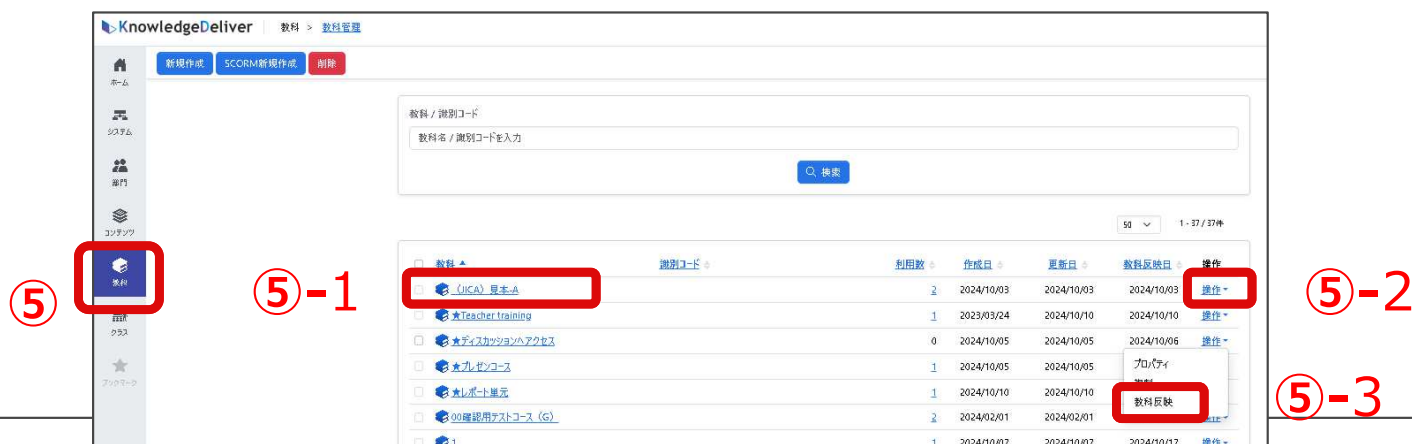 KnowledgeDeliver 教科 > 教科管理
新規作成 SCORM新規作成 削除
ホーム
システム
部門
コンテンツ
教科
クラス
ブックマーク
教科 / 識別コード
教科名 / 識別コードを入力
検索
50 1 - 37 / 37件
教科 識別コード 利用数 作成日 更新日 教科反映日 操作
(JICA) 見本-A 2 2024/10/03 2024/10/03 2024/10/03 操作
★Teacher training 1 2023/03/24 2024/10/10 2024/10/10 操作
★ディスカッションへアクセス 0 2024/10/05 2024/10/05 2024/10/06 操作
★プレゼンコース 1 2024/10/05 2024/10/05
★レポート単元 1 2024/10/10 2024/10/10
00確認用テストコース (G) 2 2024/02/01 2024/02/01
1 1 2024/10/07 2024/10/07 2024/10/17 操作
プロパティ
教科反映
⑤
⑤-1
⑤-2
⑤-3